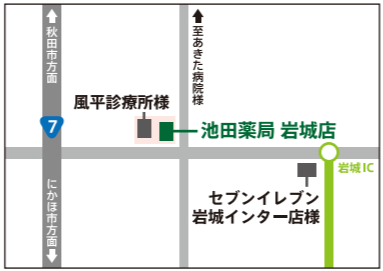 秋田市方面
至あきた病院様
風平診療所様
7
池田薬局 岩城店
岩城IC
セブンイレブン
岩城インター店様
にかほ市方面